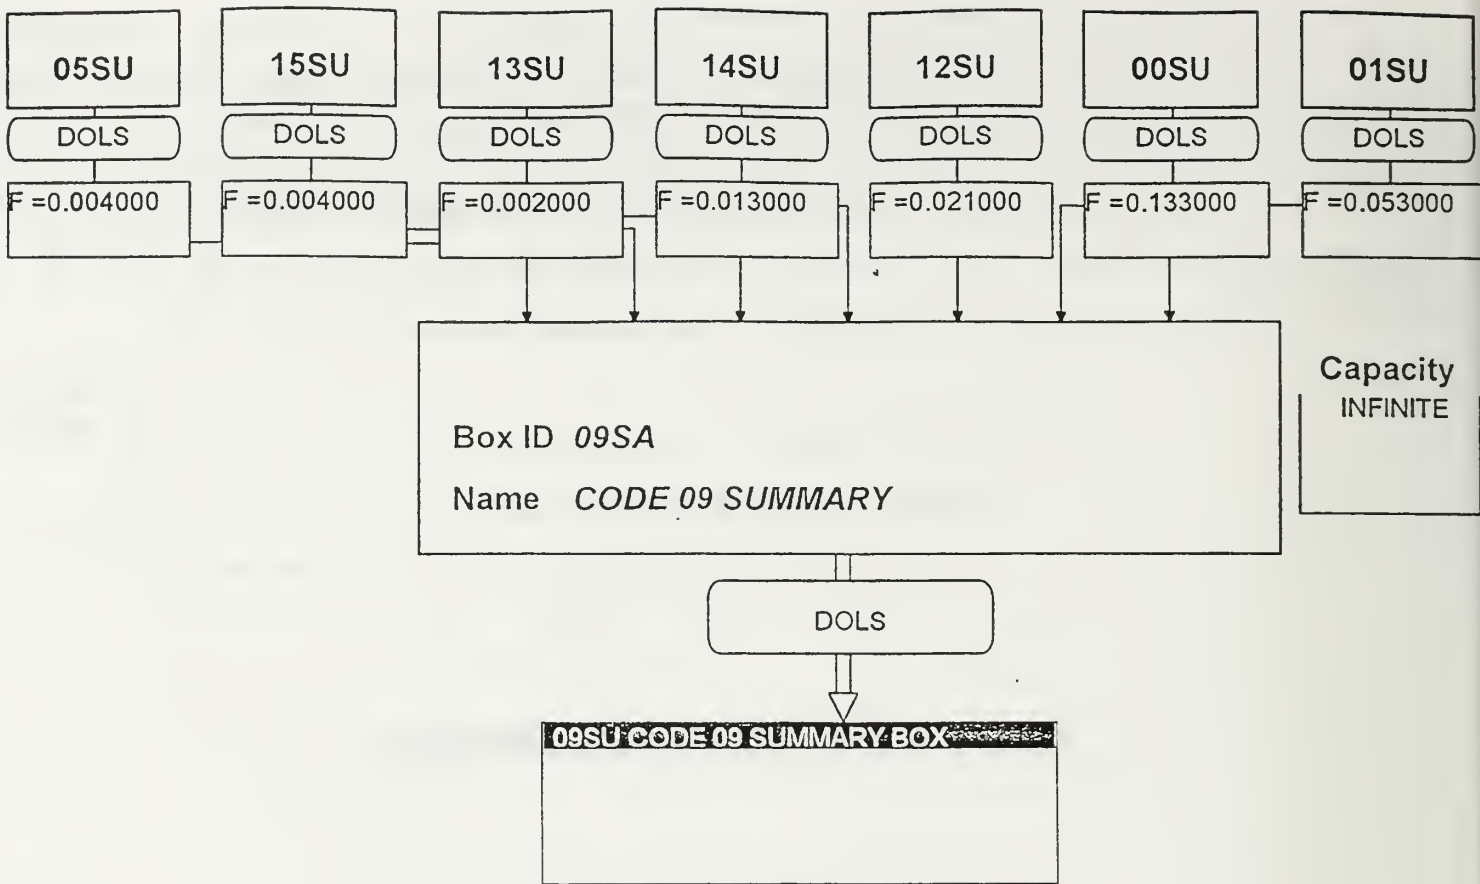 05SU 15SU 13SU 14SU 12SU 00SU 01SU
DOLS DOLS DOLS DOLS DOLS DOLS DOLS
F =0.004000 F =0.004000 F =0.002000 F =0.013000 F =0.021000 F =0.133000 F =0.053000
Capacity
INFINITE
Box ID 09SA
Name CODE 09 SUMMARY
DOLS
09SU CODE 09 SUMMARY BOX